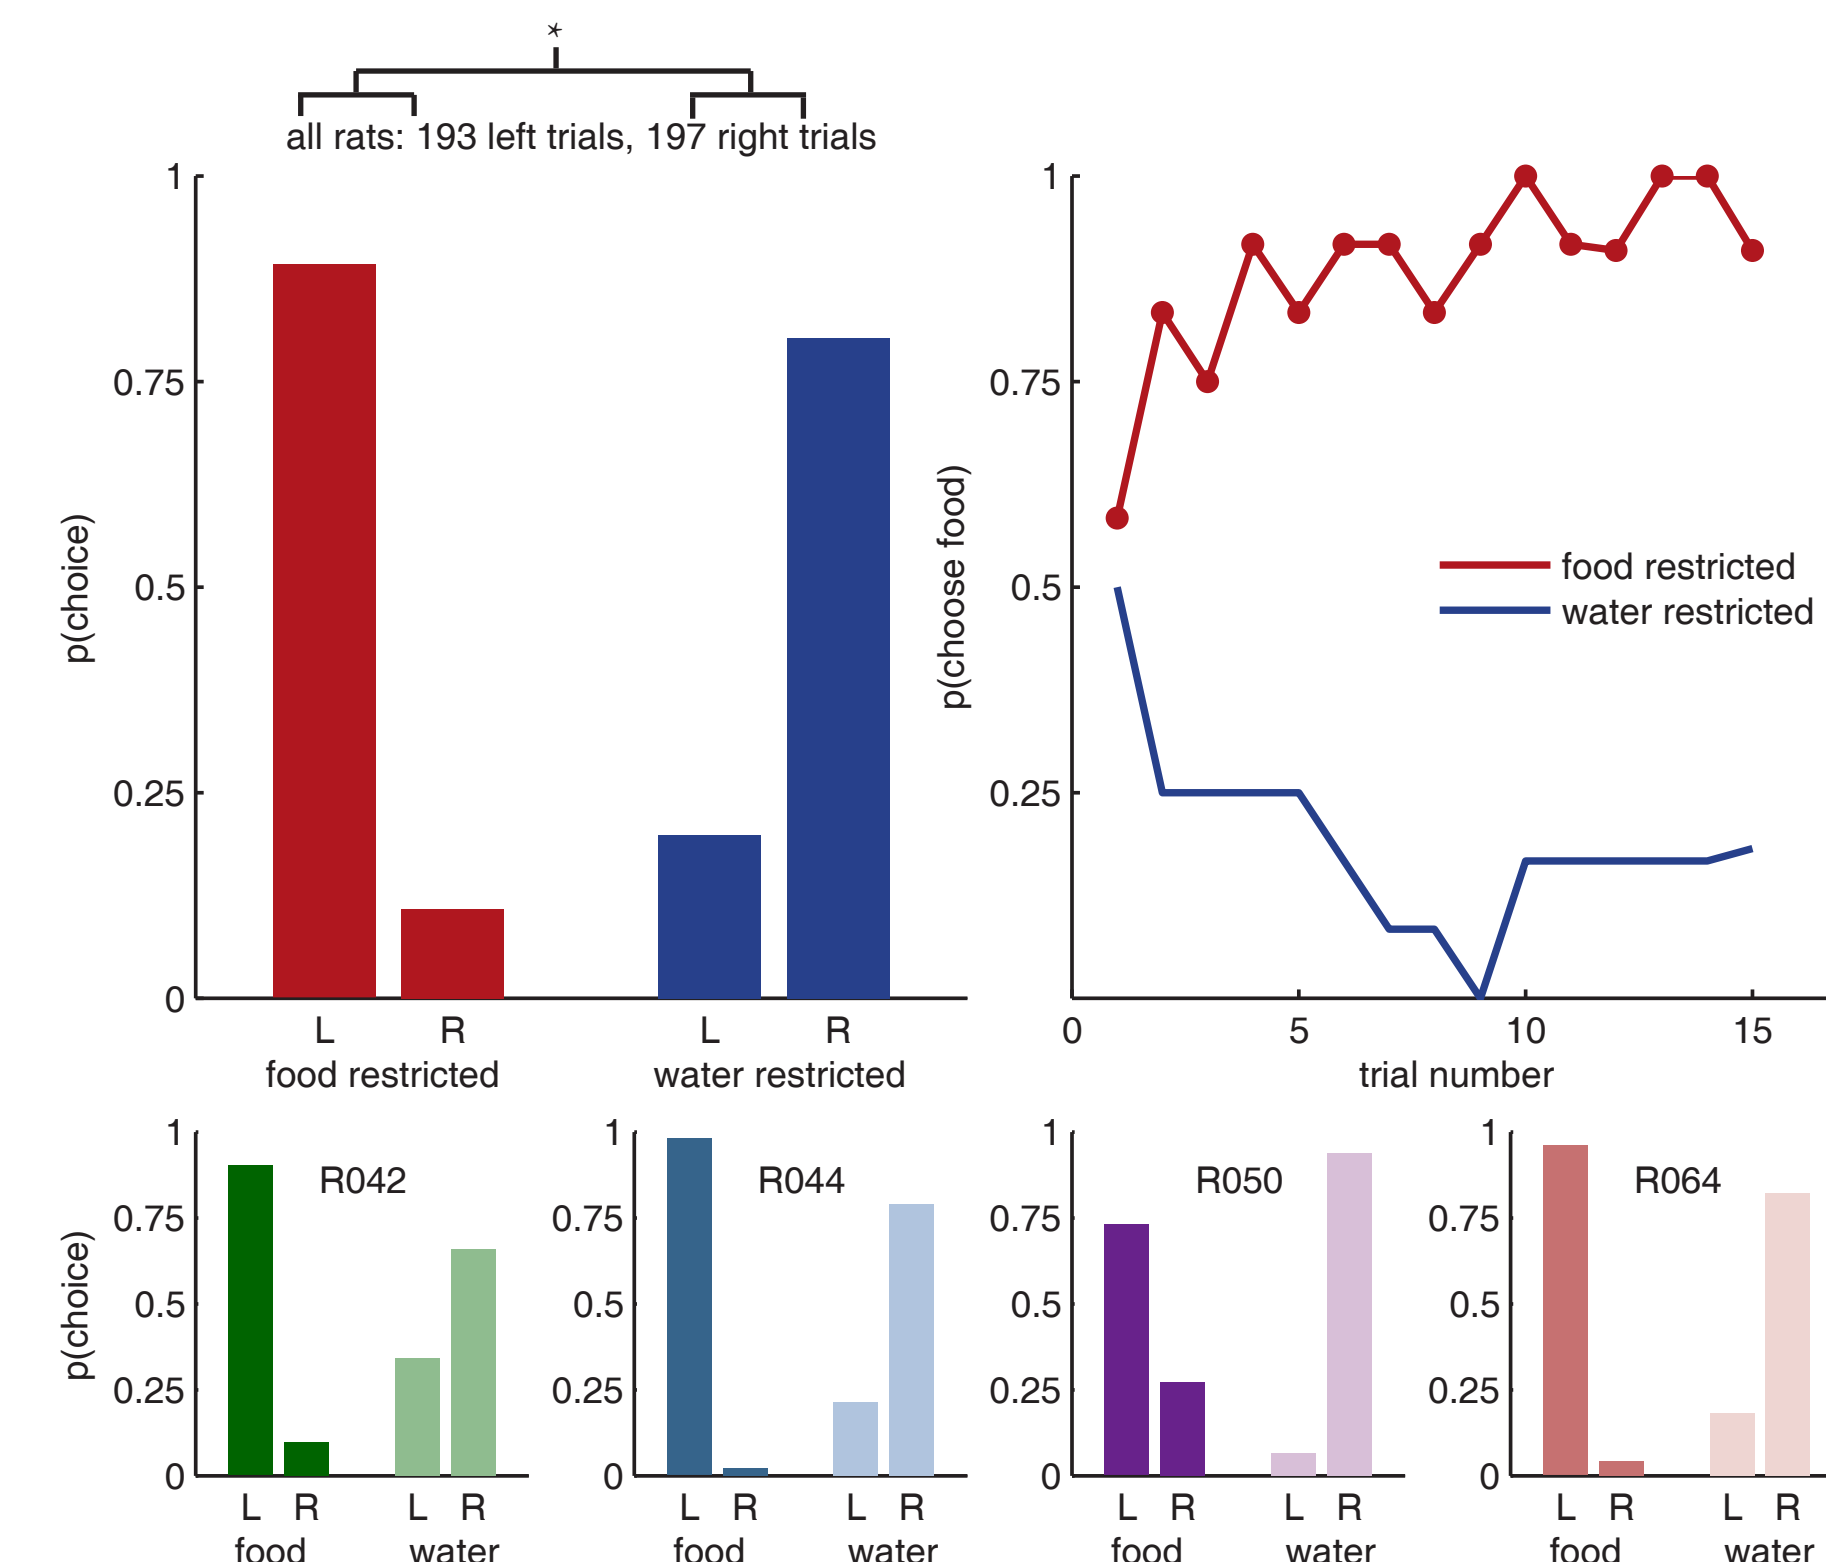 *
all rats: 193 left trials, 197 right trials
1
0.75
0.5
0.25
0
p(choice)
L R L R
food restricted water restricted
1
0.75
0.5
0.25
p(choose food)
food restricted
water restricted
0 5 10 15
trial number
1
0.75
0.5
0.25
0
p(choice)
R042
L R L R
food water
1
0.75
0.5
0.25
0
R044
L R L R
food water
1
0.75
0.5
0.25
0
R050
L R L R
food water
1
0.75
0.5
0.25
0
R064
L R L R
food water